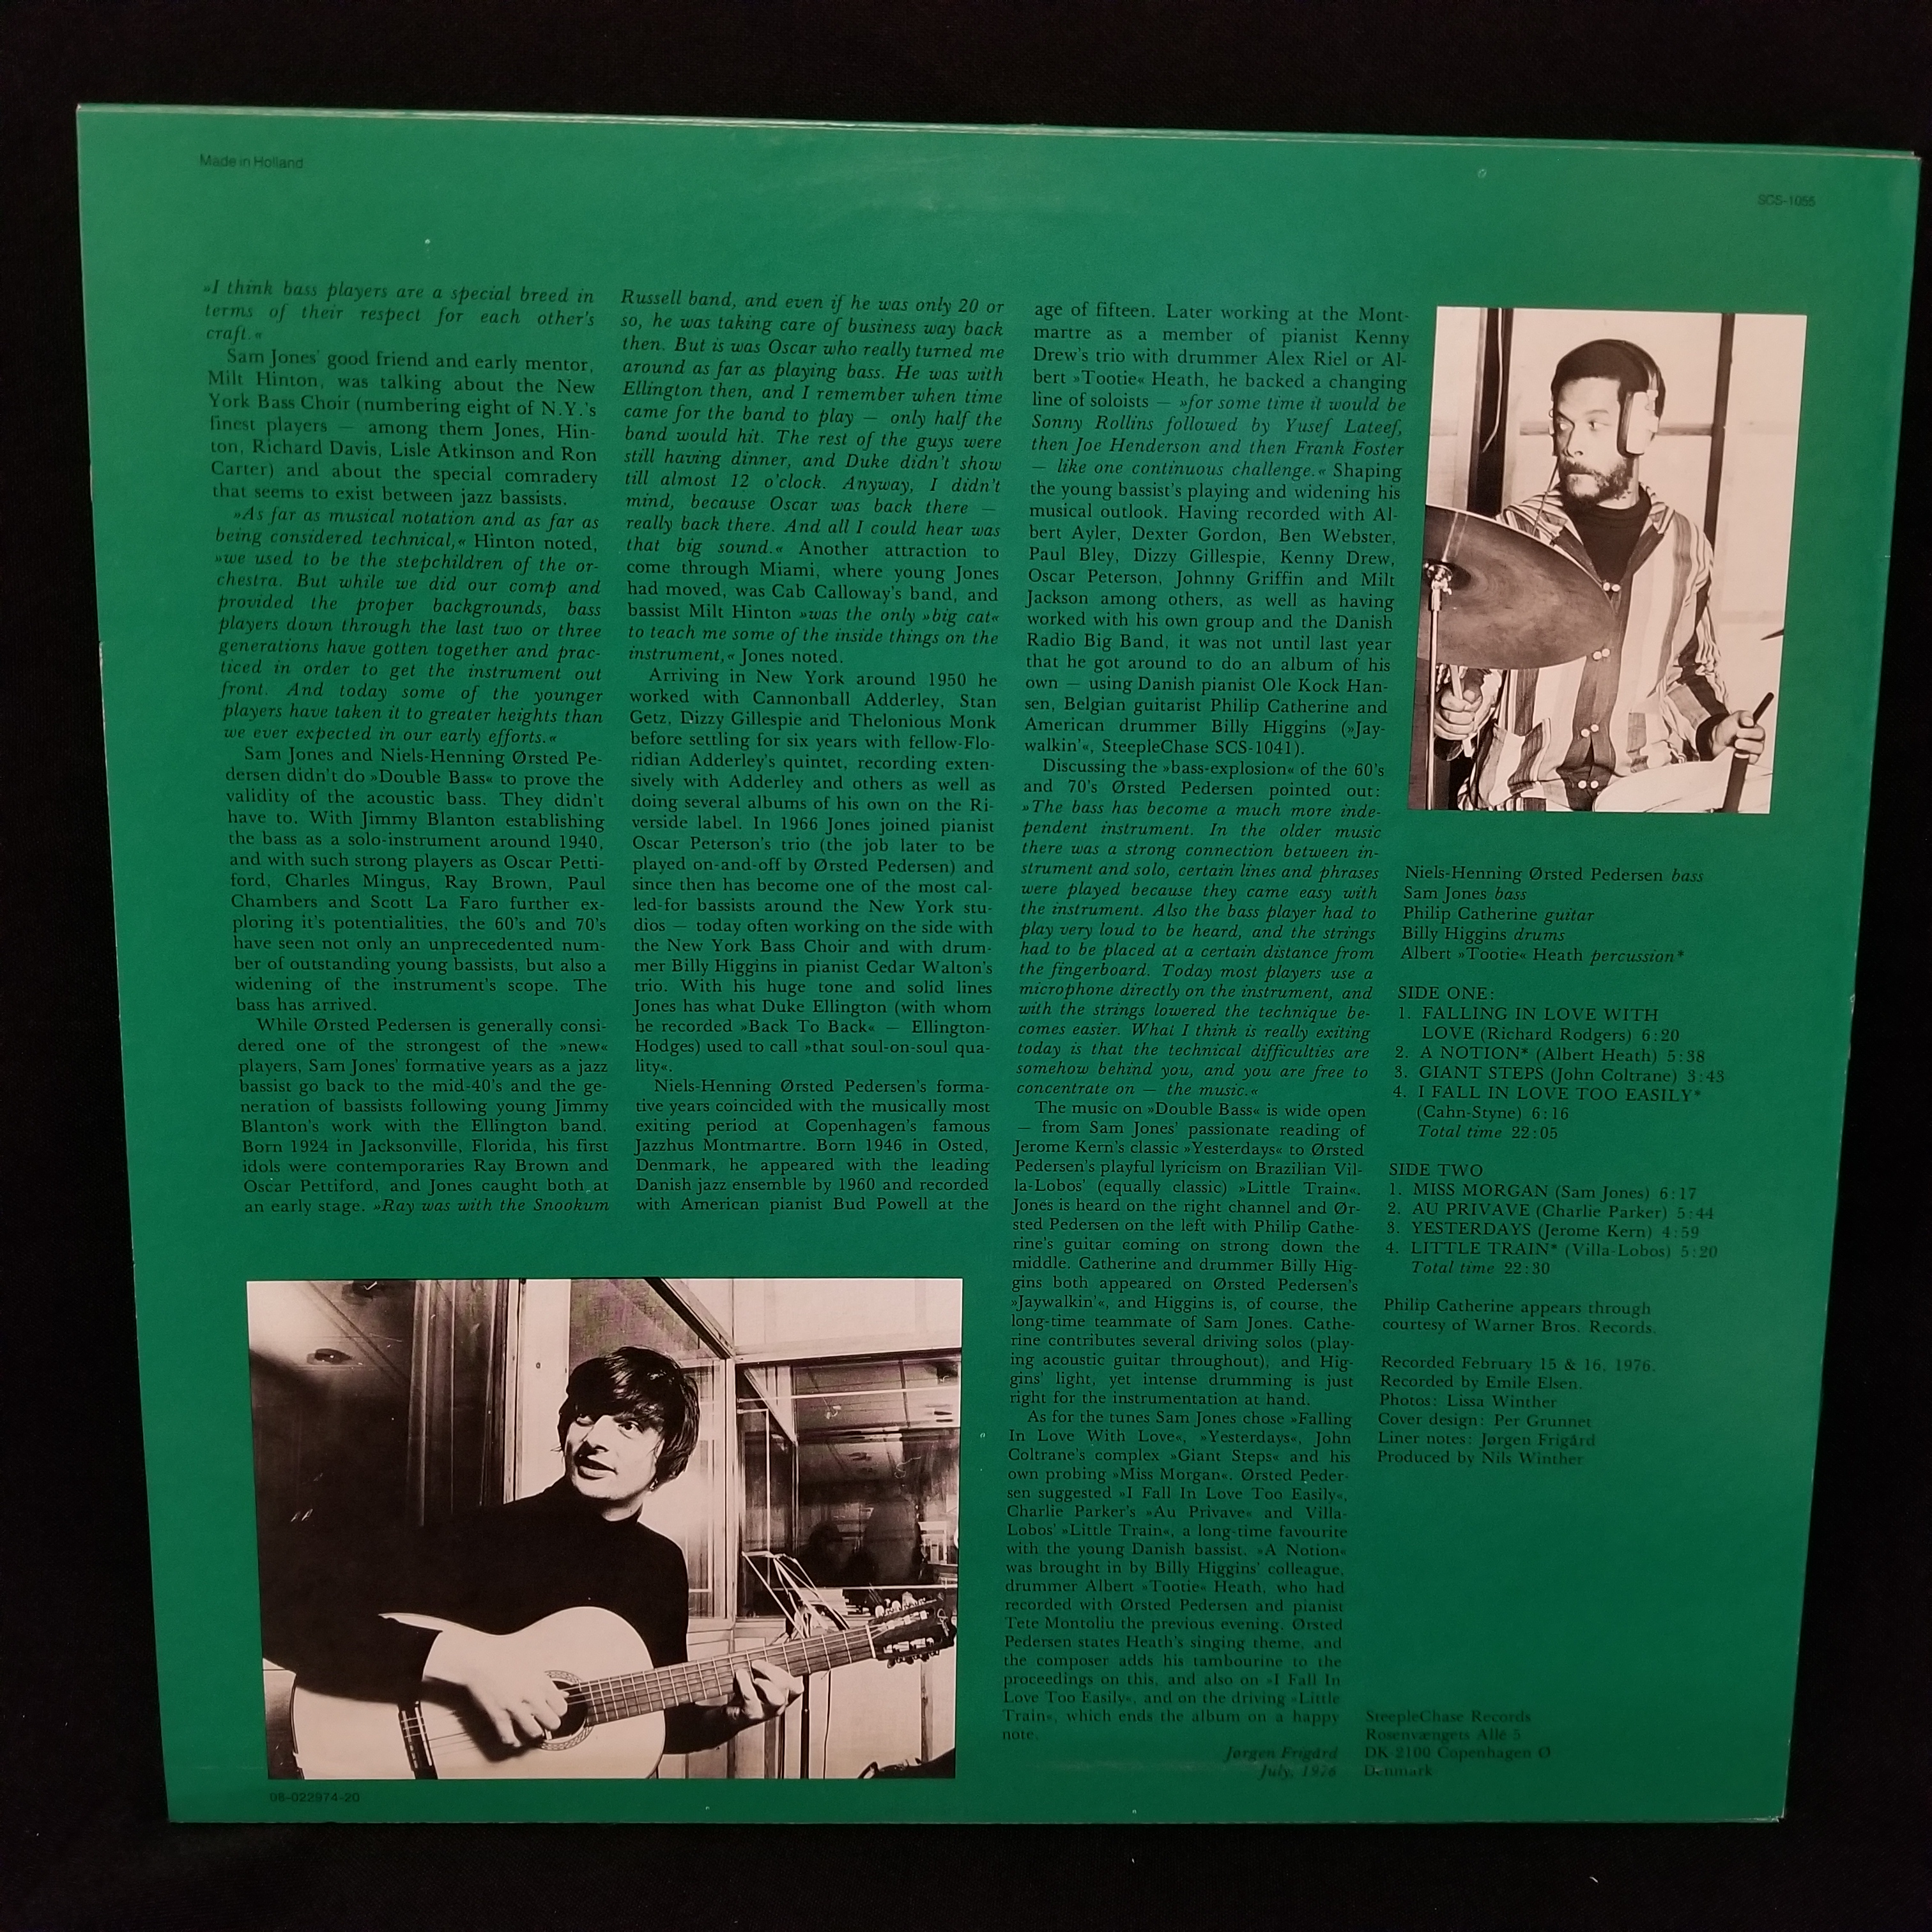 Made in Holland
SCS-1055
»I think bass players are a special breed in
terms of their respect for each other's
craft.«
Sam Jones' good friend and early mentor,
Milt Hinton, was talking about the New
York Bass Choir (numbering eight of N.Y.'s
finest players — among them Jones, Hin-
ton, Richard Davis, Lisle Atkinson and Ron
Carter) and about the special comradery
that seems to exist between jazz bassists.
»As far as musical notation and as far as
being considered technical,« Hinton noted,
»we used to be the stepchildren of the or-
chestra. But while we did our comp and
provided the proper backgrounds, bass
players down through the last two or three
generations have gotten together and prac-
ticed in order to get the instrument out
front. And today some of the younger
players have taken it to greater heights than
we ever expected in our early efforts.«
Sam Jones and Niels-Henning Ørsted Pe-
dersen didn't do »Double Bass« to prove the
validity of the acoustic bass. They didn't
have to. With Jimmy Blanton establishing
the bass as a solo-instrument around 1940,
and with such strong players as Oscar Petti-
ford, Charles Mingus, Ray Brown, Paul
Chambers and Scott La Faro further ex-
ploring it's potentialities, the 60's and 70's
have seen not only an unprecedented num-
ber of outstanding young bassists, but also a
widening of the instrument's scope. The
bass has arrived.
While Ørsted Pedersen is generally consi-
dered one of the strongest of the »new«
players, Sam Jones' formative years as a jazz
bassist go back to the mid-40's and the ge-
neration of bassists following young Jimmy
Blanton's work with the Ellington band.
Born 1924 in Jacksonville, Florida, his first
idols were contemporaries Ray Brown and
Oscar Pettiford, and Jones caught both at
an early stage. »Ray was with the Snookum
Russell band, and even if he was only 20 or
so, he was taking care of business way back
then. But is was Oscar who really turned me
around as far as playing bass. He was with
Ellington then, and I remember when time
came for the band to play — only half the
band would hit. The rest of the guys were
still having dinner, and Duke didn't show
till almost 12 o'clock. Anyway, I didn't
mind, because Oscar was back there —
really back there. And all I could hear was
that big sound.« Another attraction to
come through Miami, where young Jones
had moved, was Cab Calloway's band, and
bassist Milt Hinton »was the only »big cat«
to teach me some of the inside things on the
instrument,« Jones noted.
Arriving in New York around 1950 he
worked with Cannonball Adderley, Stan
Getz, Dizzy Gillespie and Thelonious Monk
before settling for six years with fellow-Flo-
ridian Adderley's quintet, recording exten-
sively with Adderley and others as well as
doing several albums of his own on the Ri-
verside label. In 1966 Jones joined pianist
Oscar Peterson's trio (the job later to be
played on-and-off by Ørsted Pedersen) and
since then has become one of the most cal-
led-for bassists around the New York stu-
dios — today often working on the side with
the New York Bass Choir and with drum-
mer Billy Higgins in pianist Cedar Walton's
trio. With his huge tone and solid lines
Jones has what Duke Ellington (with whom
he recorded »Back To Back« — Ellington-
Hodges) used to call »that soul-on-soul qua-
lity«.
Niels-Henning Ørsted Pedersen's forma-
tive years coincided with the musically most
exiting period at Copenhagen's famous
Jazzhus Montmartre. Born 1946 in Osted,
Denmark, he appeared with the leading
Danish jazz ensemble by 1960 and recorded
with American pianist Bud Powell at the
age of fifteen. Later working at the Mont-
martre as a member of pianist Kenny
Drew's trio with drummer Alex Riel or Al-
bert »Tootie« Heath, he backed a changing
line of soloists — »for some time it would be
Sonny Rollins followed by Yusef Lateef,
then Joe Henderson and then Frank Foster
— like one continuous challenge.« Shaping
the young bassist's playing and widening his
musical outlook. Having recorded with Al-
bert Ayler, Dexter Gordon, Ben Webster,
Paul Bley, Dizzy Gillespie, Kenny Drew,
Oscar Peterson, Johnny Griffin and Milt
Jackson among others, as well as having
worked with his own group and the Danish
Radio Big Band, it was not until last year
that he got around to do an album of his
own — using Danish pianist Ole Kock Han-
sen, Belgian guitarist Philip Catherine and
American drummer Billy Higgins (»Jay-
walkin'«, SteepleChase SCS-1041).
Discussing the »bass-explosion« of the 60's
and 70's Ørsted Pedersen pointed out:
»The bass has become a much more inde-
pendent instrument. In the older music
there was a strong connection between in-
strument and solo, certain lines and phrases
were played because they came easy with
the instrument. Also the bass player had to
play very loud to be heard, and the strings
had to be placed at a certain distance from
the fingerboard. Today most players use a
microphone directly on the instrument, and
with the strings lowered the technique be-
comes easier. What I think is really exiting
today is that the technical difficulties are
somehow behind you, and you are free to
concentrate on — the music.«
The music on »Double Bass« is wide open
— from Sam Jones' passionate reading of
Jerome Kern's classic »Yesterdays« to Ørsted
Pedersen's playful lyricism on Brazilian Vil-
la-Lobos' (equally classic) »Little Train«.
Jones is heard on the right channel and Ør-
sted Pedersen on the left with Philip Cathe-
rine's guitar coming on strong down the
middle. Catherine and drummer Billy Hig-
gins both appeared on Ørsted Pedersen's
»Jaywalkin'«, and Higgins is, of course, the
long-time teammate of Sam Jones. Cathe-
rine contributes several driving solos (play-
ing acoustic guitar throughout), and Hig-
gins' light, yet intense drumming is just
right for the instrumentation at hand.
As for the tunes Sam Jones chose »Falling
In Love With Love«, »Yesterdays«, John
Coltrane's complex »Giant Steps« and his
own probing »Miss Morgan«. Ørsted Peder-
sen suggested »I Fall In Love Too Easily«,
Charlie Parker's »Au Privave« and Villa-
Lobos' »Little Train«, a long-time favourite
with the young Danish bassist. »A Notion«
was brought in by Billy Higgins' colleague,
drummer Albert »Tootie« Heath, who had
recorded with Ørsted Pedersen and pianist
Tete Montoliu the previous evening. Ørsted
Pedersen states Heath's singing theme, and
the composer adds his tambourine to the
proceedings on this, and also on »I Fall In
Love Too Easily«, and on the driving »Little
Train«, which ends the album on a happy
note.
Jørgen Frigård
July, 1976
Niels-Henning Ørsted Pedersen bass
Sam Jones bass
Philip Catherine guitar
Billy Higgins drums
Albert »Tootie« Heath percussion*
SIDE ONE:
1. FALLING IN LOVE WITH
LOVE (Richard Rodgers) 6:20
2. A NOTION* (Albert Heath) 5:38
3. GIANT STEPS (John Coltrane) 3:43
4. I FALL IN LOVE TOO EASILY*
(Cahn-Styne) 6:16
Total time 22:05
SIDE TWO
1. MISS MORGAN (Sam Jones) 6:17
2. AU PRIVAVE (Charlie Parker) 5:44
3. YESTERDAYS (Jerome Kern) 4:59
4. LITTLE TRAIN* (Villa-Lobos) 5:20
Total time 22:30
Philip Catherine appears through
courtesy of Warner Bros. Records.
Recorded February 15 & 16, 1976.
Recorded by Emile Elsen.
Photos: Lissa Winther
Cover design: Per Grunnet
Liner notes: Jørgen Frigård
Produced by Nils Winther
SteepleChase Records
Rosenvængets Allé 5
DK-2100 Copenhagen Ø
Denmark
08-022974-20